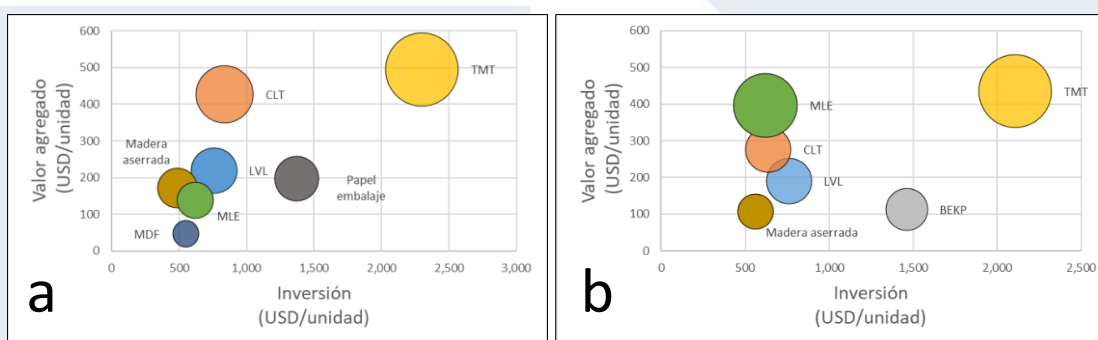 600
500
400
300
200
100
0
Valor agregado
(USD/unidad)
TMT
CLT
Madera
aserrada
LVL
Papel
embalaje
MLE
MDF
0 500 1,000 1,500 2,000 2,500 3,000
Inversión
(USD/unidad)
a
600
500
400
300
200
100
0
Valor agregado
(USD/unidad)
TMT
MLE
CLT
LVL
BEKP
Madera aserrada
0 500 1,000 1,500 2,000 2,500
Inversión
(USD/unidad)
b